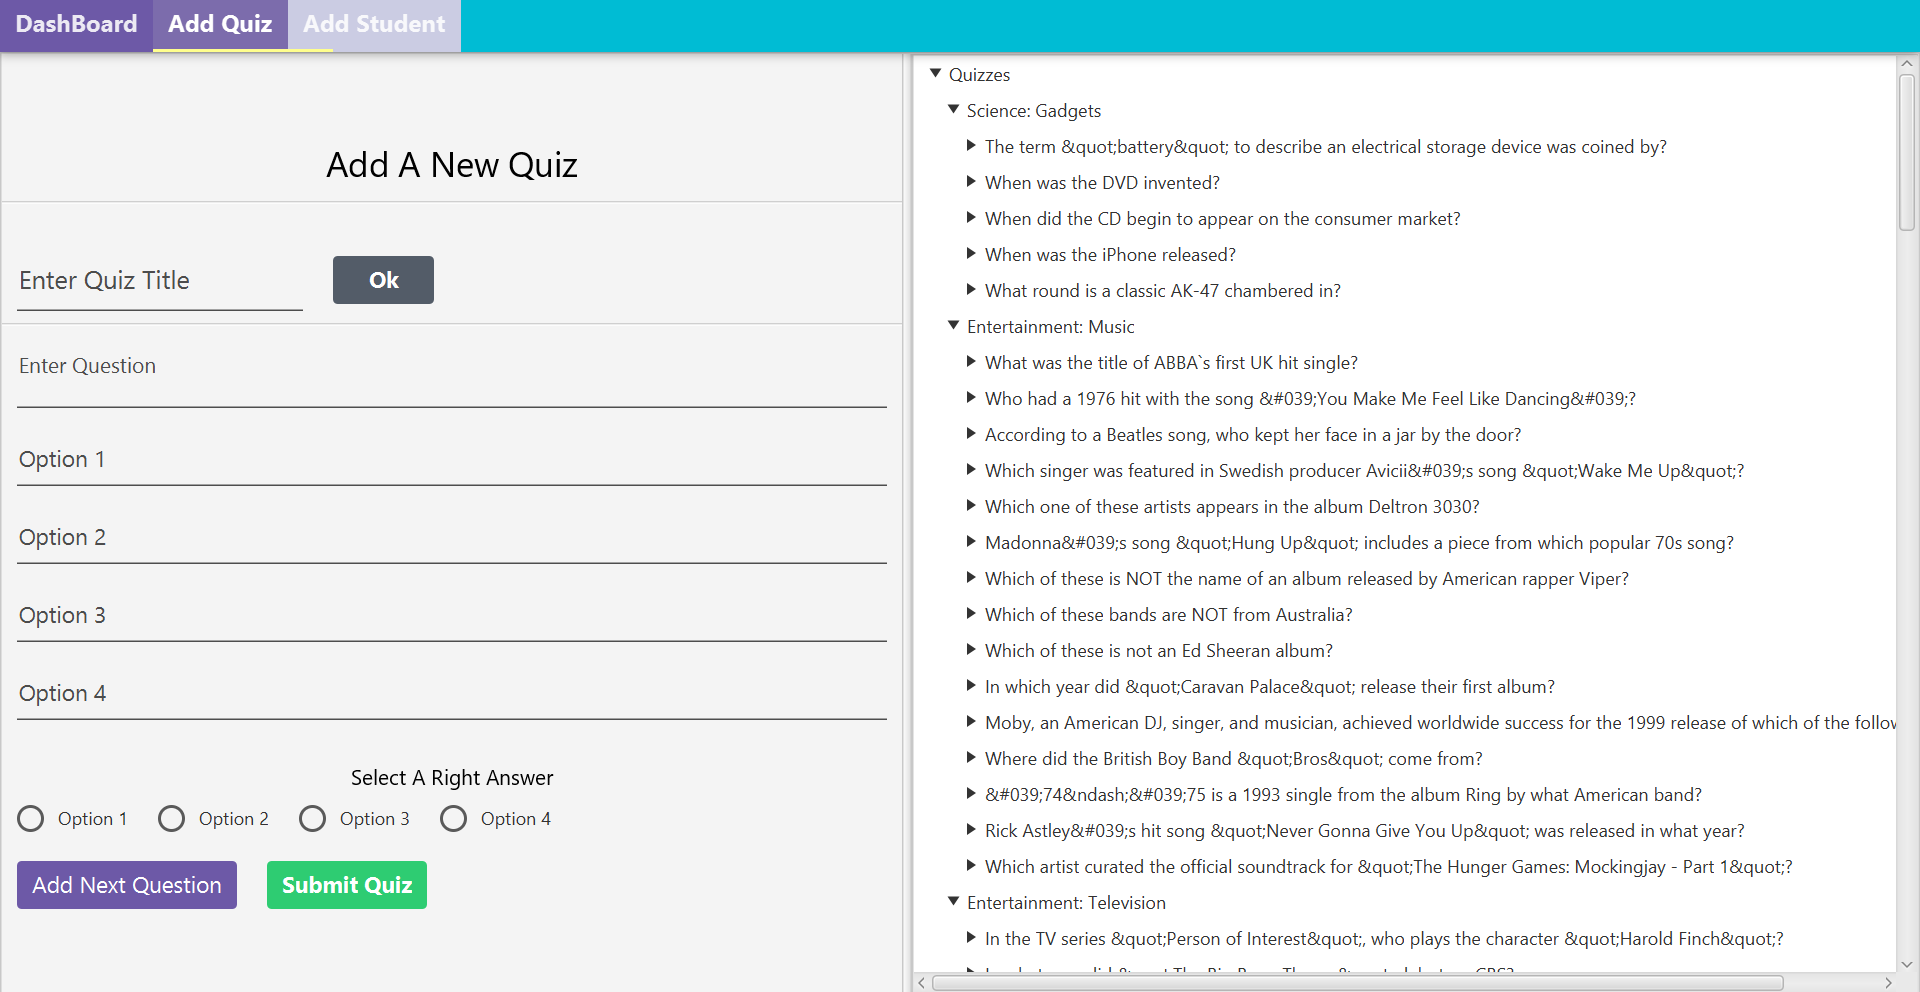 DashBoard
Add Quiz
Add Student
Add A New Quiz
Enter Quiz Title
Ok
Enter Question
Option 1
Option 2
Option 3
Option 4
Select A Right Answer
Option 1
Option 2
Option 3
Option 4
Add Next Question
Submit Quiz
Quizzes
Science: Gadgets
The term &quot;battery&quot; to describe an electrical storage device was coined by?
When was the DVD invented?
When did the CD begin to appear on the consumer market?
When was the iPhone released?
What round is a classic AK-47 chambered in?
Entertainment: Music
What was the title of ABBA`s first UK hit single?
Who had a 1976 hit with the song &#039;You Make Me Feel Like Dancing&#039;?
According to a Beatles song, who kept her face in a jar by the door?
Which singer was featured in Swedish producer Avicii&#039;s song &quot;Wake Me Up&quot;?
Which one of these artists appears in the album Deltron 3030?
Madonna&#039;s song &quot;Hung Up&quot; includes a piece from which popular 70s song?
Which of these is NOT the name of an album released by American rapper Viper?
Which of these bands are NOT from Australia?
Which of these is not an Ed Sheeran album?
In which year did &quot;Caravan Palace&quot; release their first album?
Moby, an American DJ, singer, and musician, achieved worldwide success for the 1999 release of which of the
Where did the British Boy Band &quot;Bros&quot; come from?
&#039;74&ndash;&#039;75 is a 1993 single from the album Ring by what American band?
Rick Astley&#039;s hit song &quot;Never Gonna Give You Up&quot; was released in what year?
Which artist curated the official soundtrack for &quot;The Hunger Games: Mockingjay - Part 1&quot;?
Entertainment: Television
In the TV series &quot;Person of Interest&quot;, who plays the character &quot;Harold Finch&quot;?